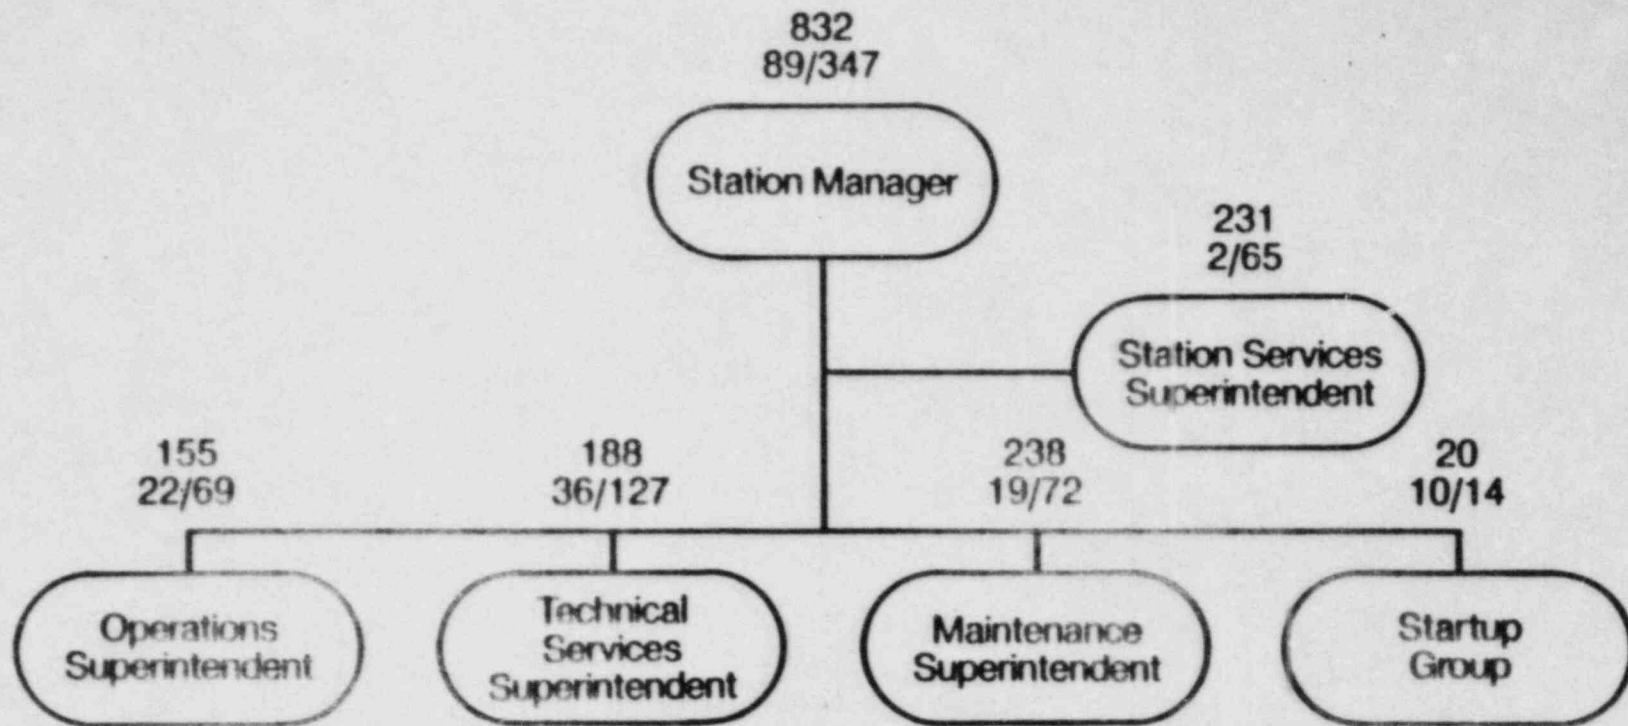 832
89/347
Station Manager
231
2/65
Station Services
Superintendent
155
22/69
188
36/127
238
19/72
20
10/14
Operations
Superintendent
Technical
Services
Superintendent
Maintenance
Superintendent
Startup
Group